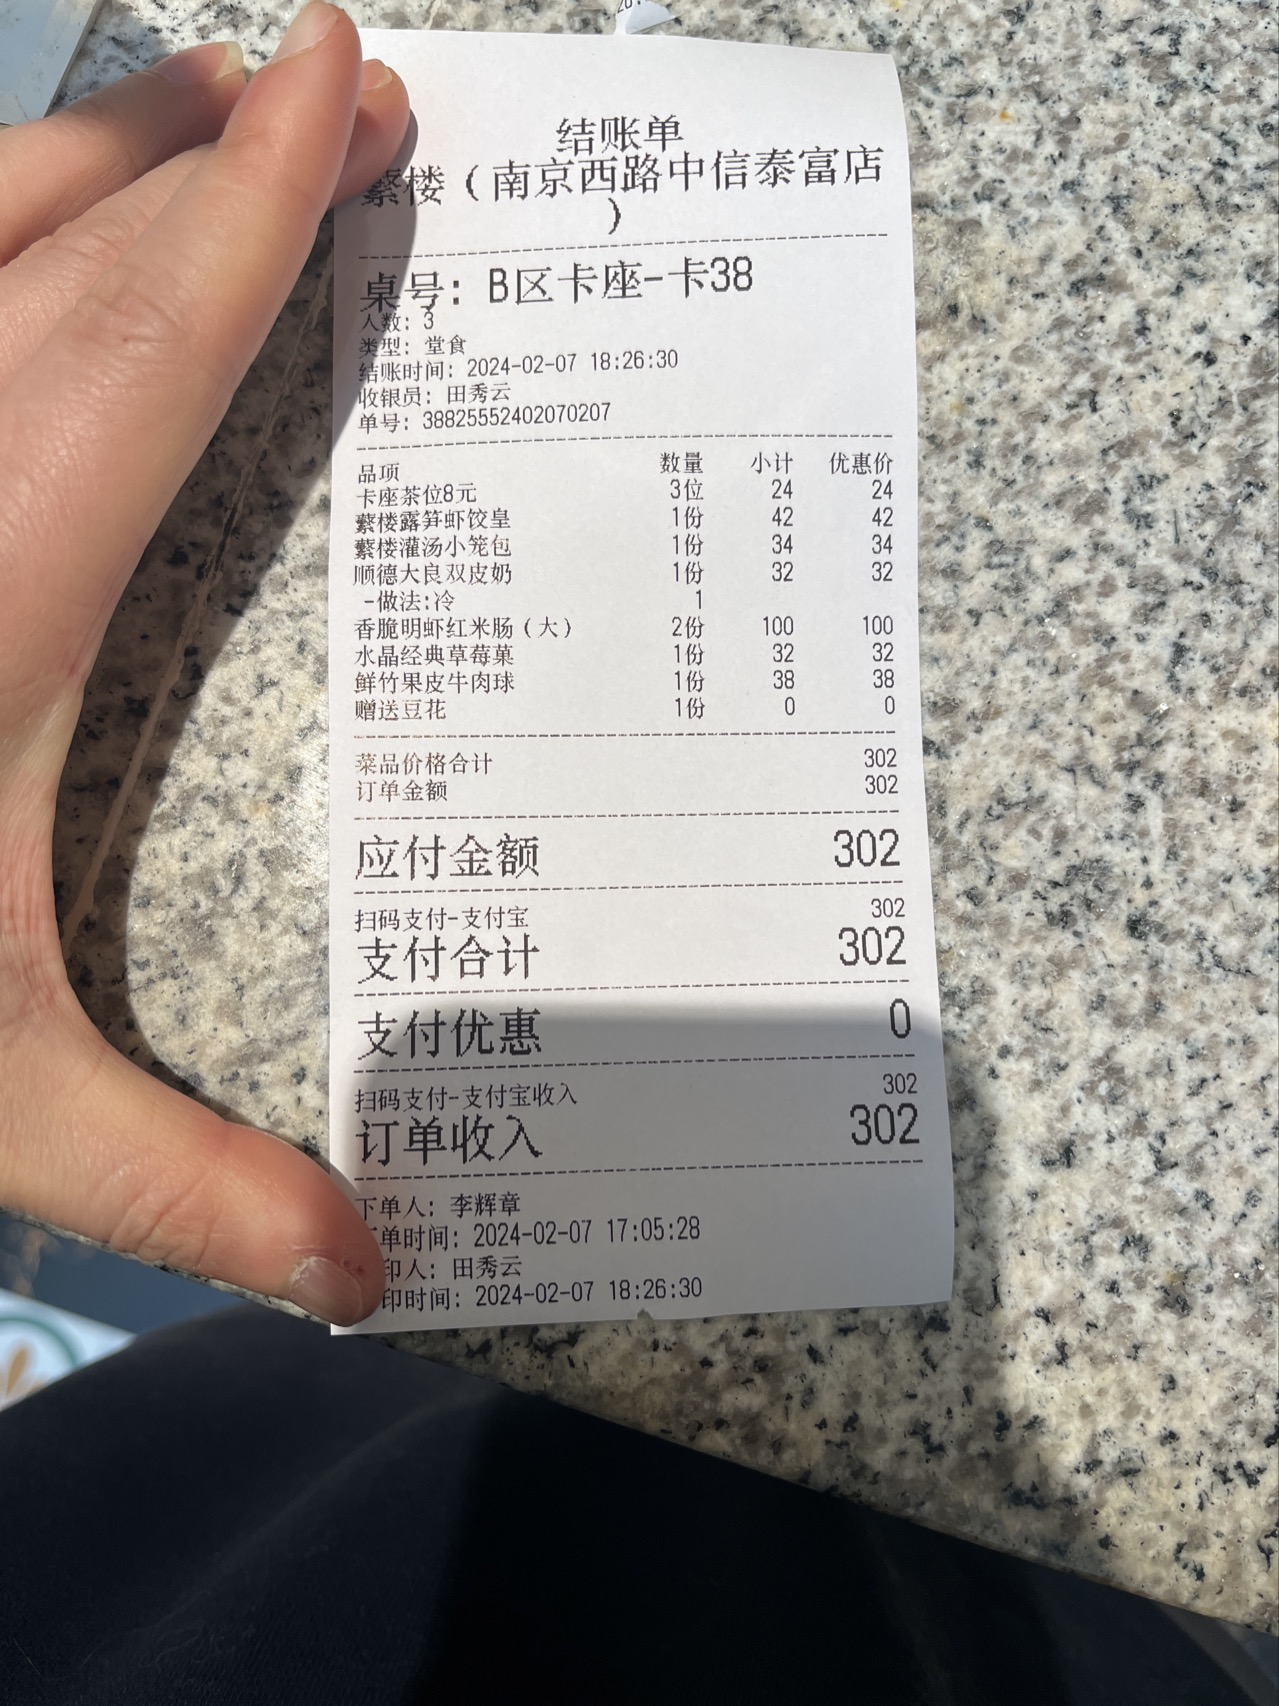 结账单
蘩楼（南京西路中信泰富店
）
桌号: B区卡座-卡38
人数: 3
类型: 堂食
结账时间: 2024-02-07 18:26:30
收银员: 田秀云
单号: 38825552402070207
品项 数量 小计 优惠价
卡座茶位8元 3位 24 24
蘩楼露笋虾饺皇 1份 42 42
蘩楼灌汤小笼包 1份 34 34
顺德大良双皮奶 1份 32 32
-做法:冷 1
香脆明虾红米肠（大） 2份 100 100
水晶经典草莓菓 1份 32 32
鲜竹果皮牛肉球 1份 38 38
赠送豆花 1份 0 0
菜品价格合计 302
订单金额 302
应付金额 302
扫码支付-支付宝 302
支付合计 302
支付优惠 0
扫码支付-支付宝收入 302
订单收入 302
下单人: 李辉章
单时间: 2024-02-07 17:05:28
印人: 田秀云
印时间: 2024-02-07 18:26:30